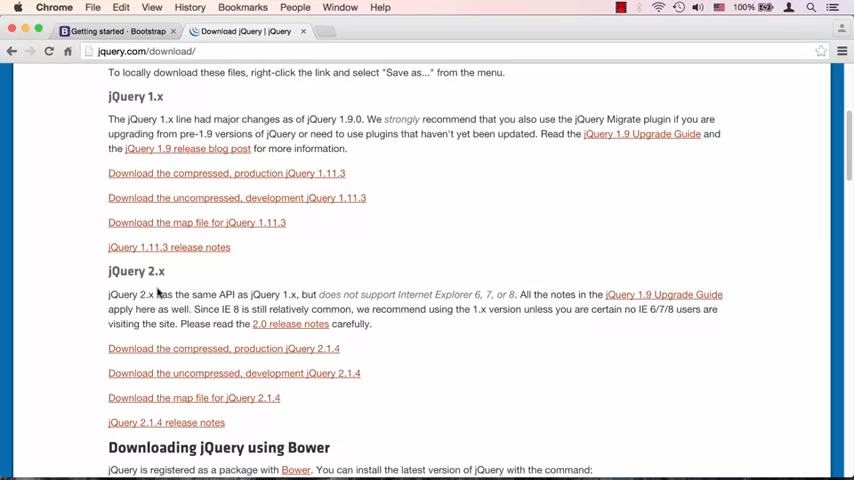 Chrome File Edit View History Bookmarks People Window Help 100%
Getting started · Bootstrap Download jQuery | jQuery
jquery.com/download/
To locally download these files, right-click the link and select "Save as..." from the menu.
jQuery 1.x
The jQuery 1.x line had major changes as of jQuery 1.9.0. We strongly recommend that you also use the jQuery Migrate plugin if you are
upgrading from pre-1.9 versions of jQuery or need to use plugins that haven't yet been updated. Read the jQuery 1.9 Upgrade Guide and
the jQuery 1.9 release blog post for more information.
Download the compressed, production jQuery 1.11.3
Download the uncompressed, development jQuery 1.11.3
Download the map file for jQuery 1.11.3
jQuery 1.11.3 release notes
jQuery 2.x
jQuery 2.x has the same API as jQuery 1.x, but does not support Internet Explorer 6, 7, or 8. All the notes in the jQuery 1.9 Upgrade Guide
apply here as well. Since IE 8 is still relatively common, we recommend using the 1.x version unless you are certain no IE 6/7/8 users are
visiting the site. Please read the 2.0 release notes carefully.
Download the compressed, production jQuery 2.1.4
Download the uncompressed, development jQuery 2.1.4
Download the map file for jQuery 2.1.4
jQuery 2.1.4 release notes
Downloading jQuery using Bower
jQuery is registered as a package with Bower. You can install the latest version of jQuery with the command: